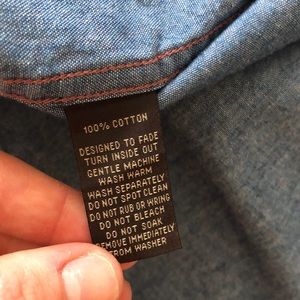 100% COTTON
DESIGNED TO FADE
TURN INSIDE OUT
GENTLE MACHINE
WASH WARM
WASH SEPARATELY
DO NOT SPOT CLEAN
DO NOT RUB OR WRING
DO NOT BLEACH
DO NOT SOAK
REMOVE IMMEDIATELY
FROM WASHER